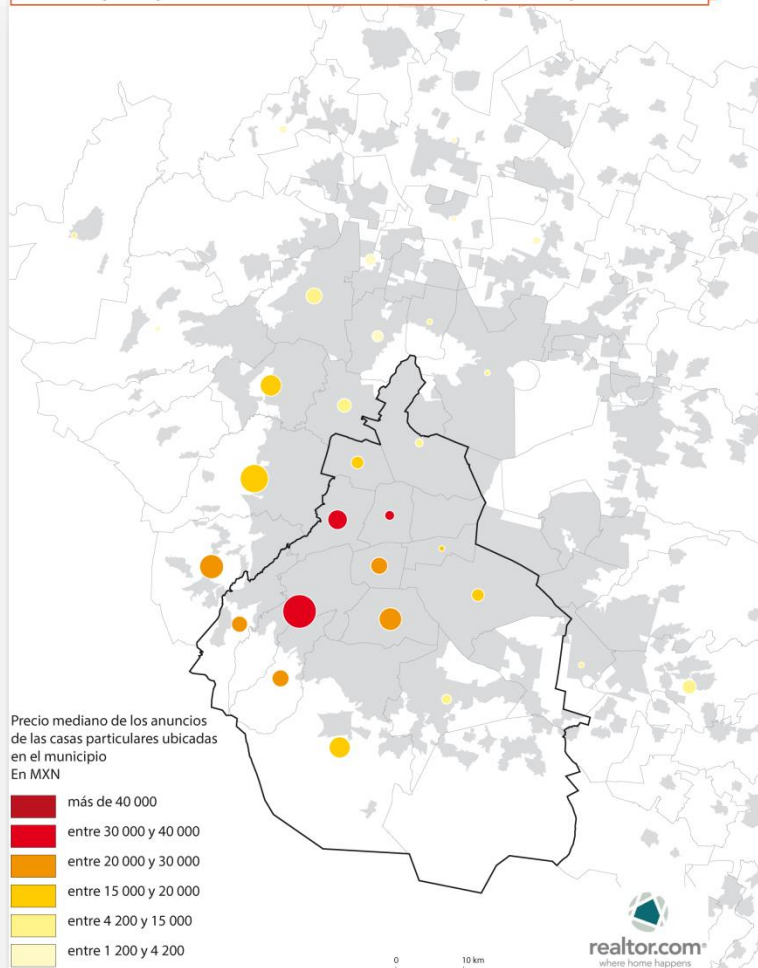 Precio mediano de los anuncios
de las casas particulares ubicadas
en el municipio
En MXN
más de 40 000
entre 30 000 y 40 000
entre 20 000 y 30 000
entre 15 000 y 20 000
entre 4 200 y 15 000
entre 1 200 y 4 200
0 10 km
realtor.com®
where home happens